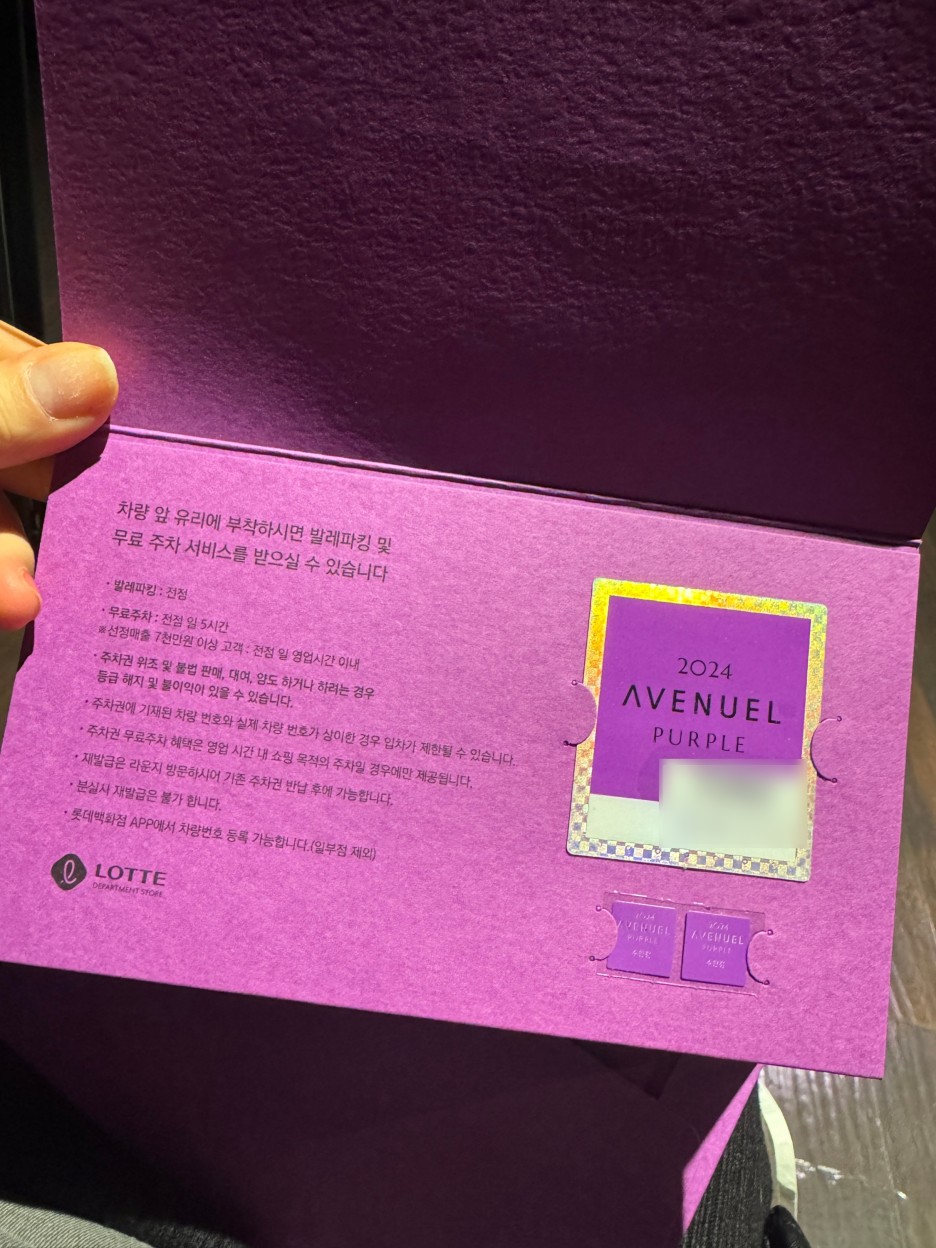 차량 앞 유리에 부착하시면 발레파킹 및
무료 주차 서비스를 받으실 수 있습니다
· 발레파킹 : 전점
· 무료주차 : 전점 일 5시간
※선정매출 7천만원 이상 고객 : 전점 일 영업시간 이내
· 주차권 위조 및 불법 판매, 대여, 양도 하거나 하려는 경우
등급 해지 및 불이익이 있을 수 있습니다.
· 주차권에 기재된 차량 번호와 실제 차량 번호가 상이한 경우 입차가 제한될 수 있습니다.
· 주차권 무료주차 혜택은 영업 시간 내 쇼핑 목적의 주차일 경우에만 제공됩니다.
· 재발급은 라운지 방문하시어 기존 주차권 반납 후에 가능합니다.
· 분실시 재발급은 불가 합니다.
· 롯데백화점 APP에서 차량번호 등록 가능합니다.(일부점 제외)
LOTTE
DEPARTMENT STORE
2024
AVENUEL
PURPLE
2024
AVENUEL
PURPLE
2024
AVENUEL
PURPLE